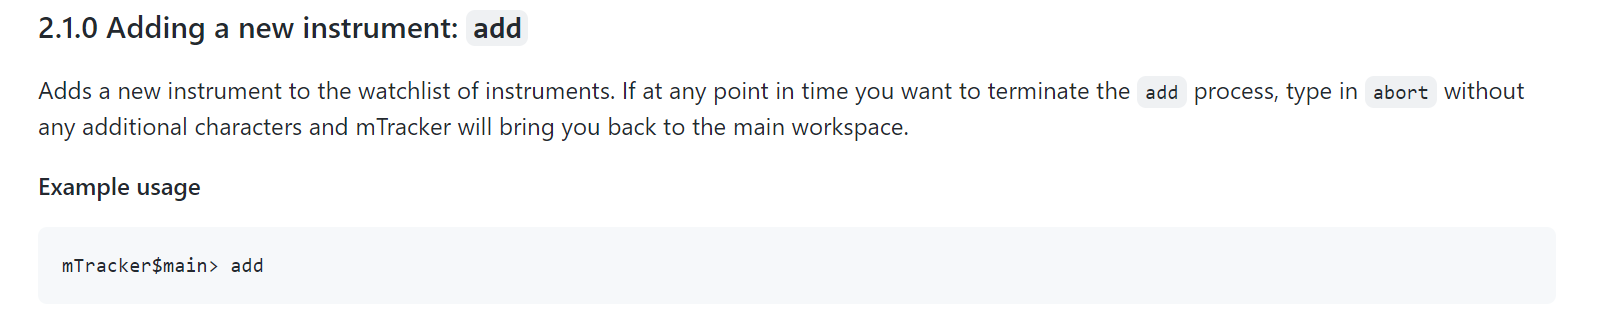 2.1.0 Adding a new instrument: add
Adds a new instrument to the watchlist of instruments. If at any point in time you want to terminate the add process, type in abort without
any additional characters and mTracker will bring you back to the main workspace.
Example usage
mTracker$main> add